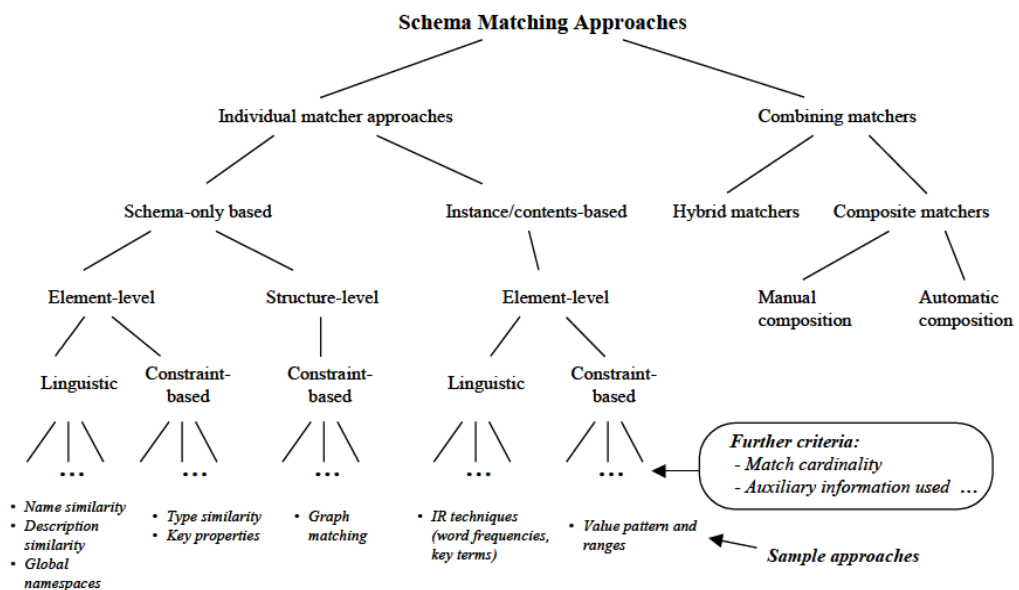 Schema Matching Approaches
Individual matcher approaches
Combining matchers
Schema-only based
Instance/contents-based
Hybrid matchers
Composite matchers
Element-level
Structure-level
Element-level
Manual
composition
Automatic
composition
Linguistic
Constraint-
based
Constraint-
based
Linguistic
Constraint-
based
...
...
...
...
...
Further criteria:
- Match cardinality
- Auxiliary information used ...
• Name similarity
• Description
similarity
• Global
namespaces
• Type similarity
• Key properties
• Graph
matching
• IR techniques
(word frequencies,
key terms)
• Value pattern and
ranges
Sample approaches